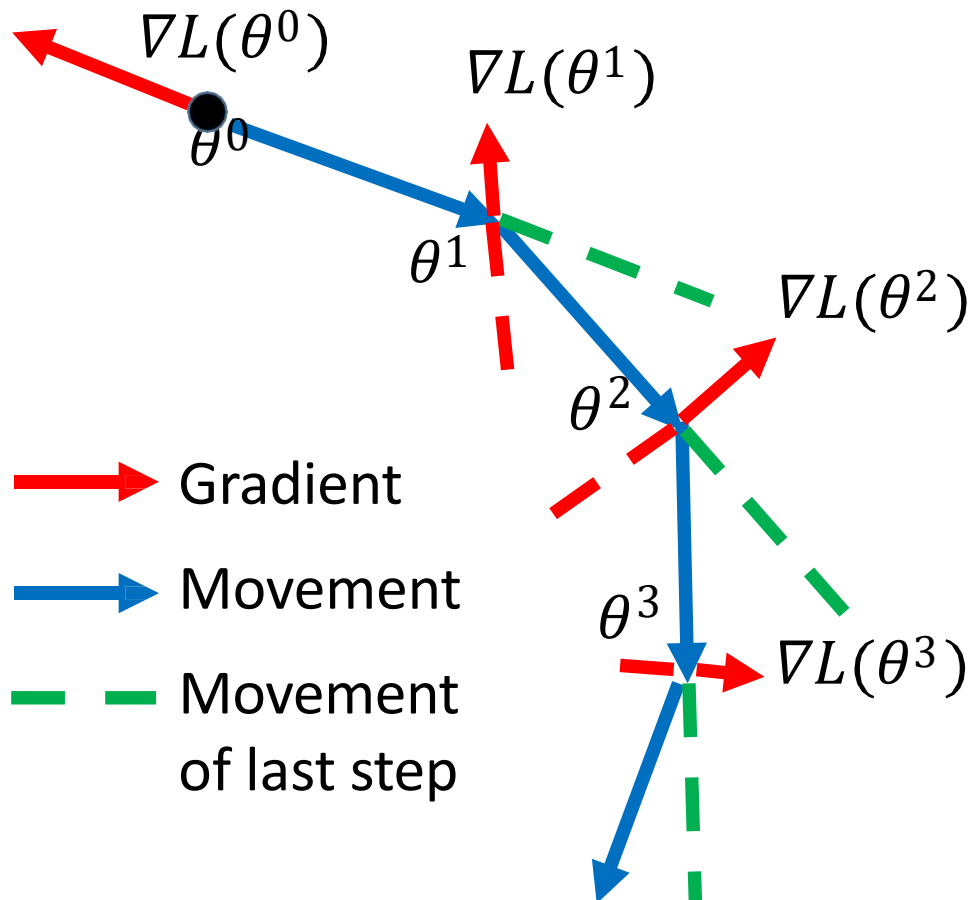 ∇L(θ⁰)
∇L(θ¹)
θ⁰
θ¹
∇L(θ²)
θ²
Gradient
Movement
θ³
∇L(θ³)
Movement
of last step